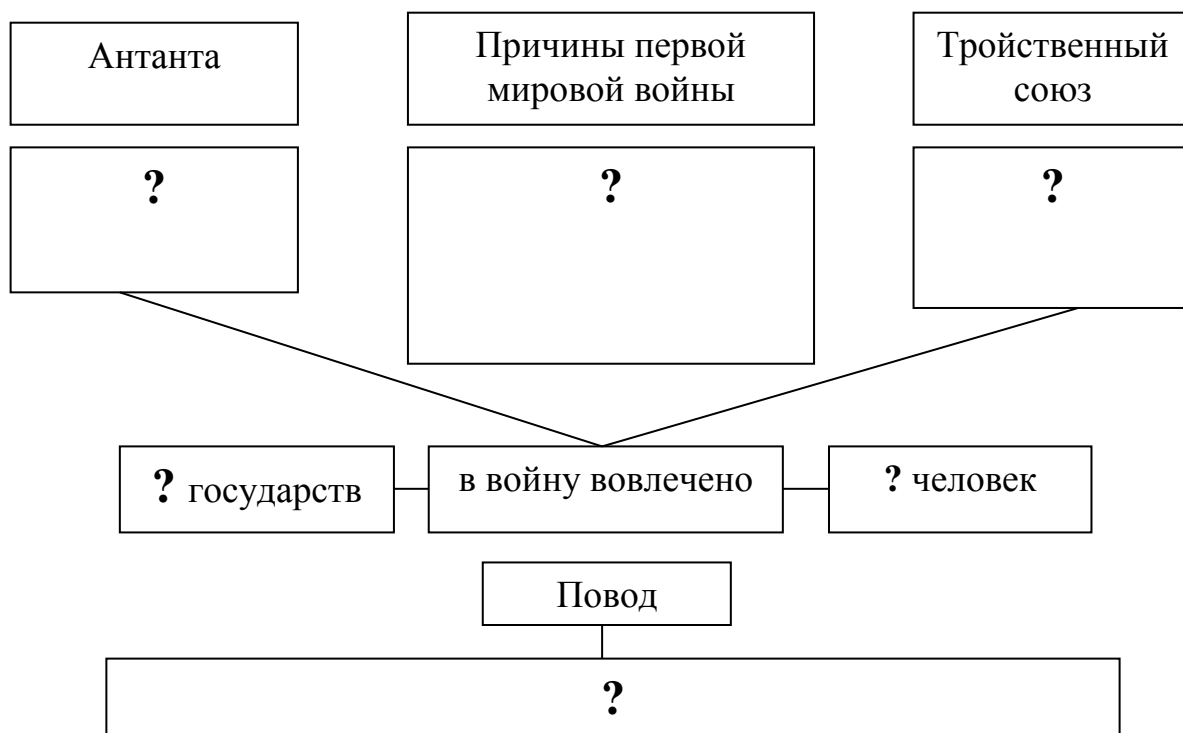 Антанта
Причины первой
мировой войны
Тройственный
союз
?
?
?
? государств
в войну вовлечено
? человек
Повод
?